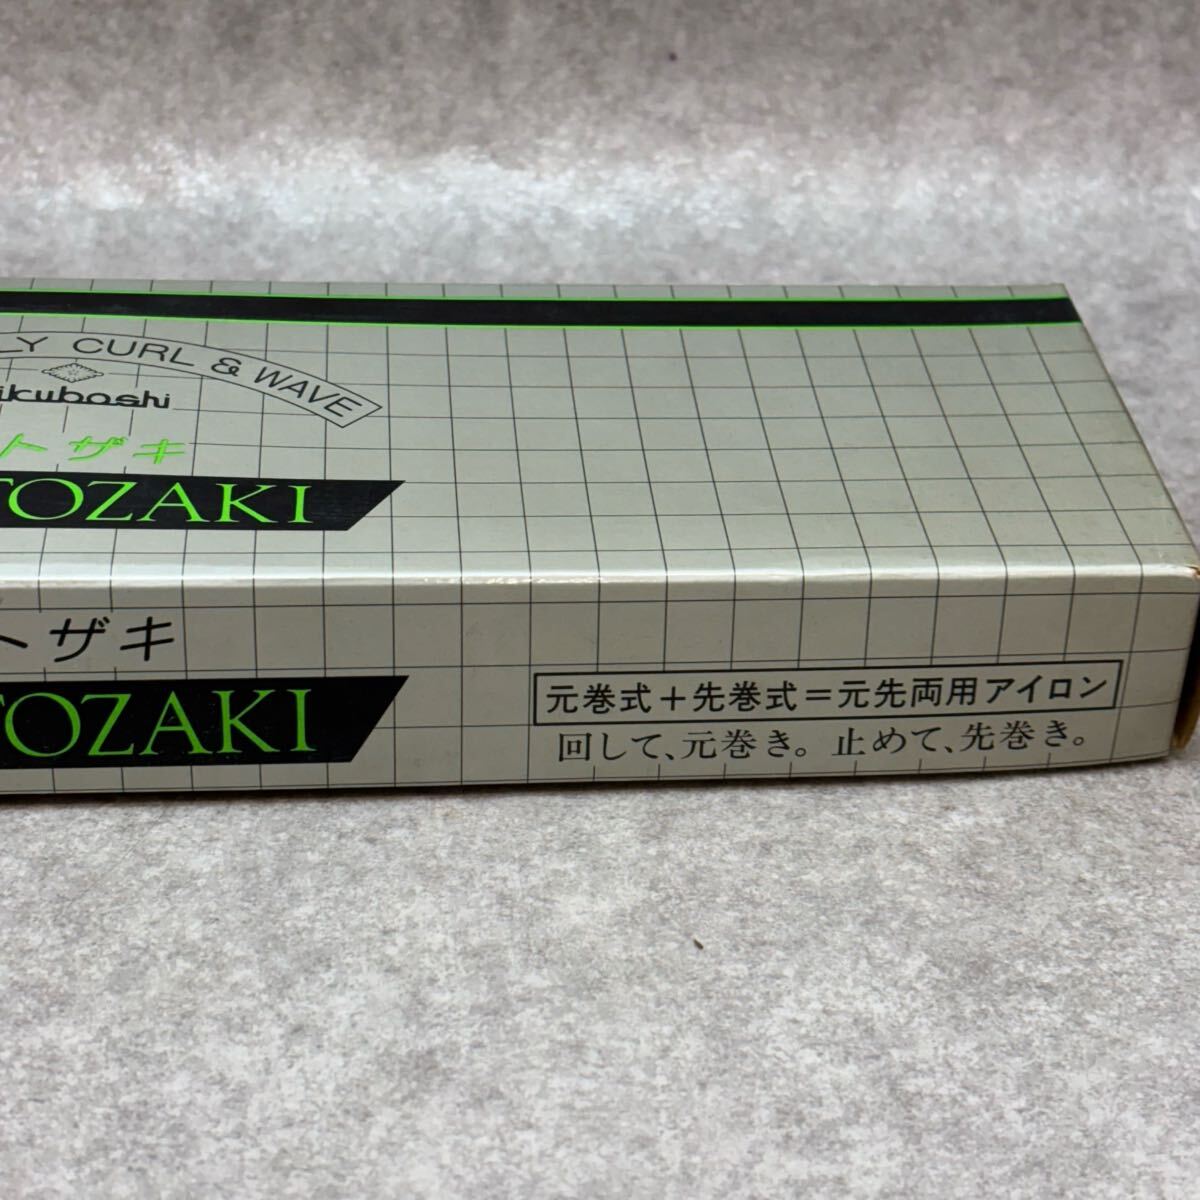 LY CURL & WAVE
ikuboshi
トザキ
TOZAKI
トザキ
TOZAKI
元巻式+先巻式=元先両用アイロン
回して、元巻き。止めて、先巻き。